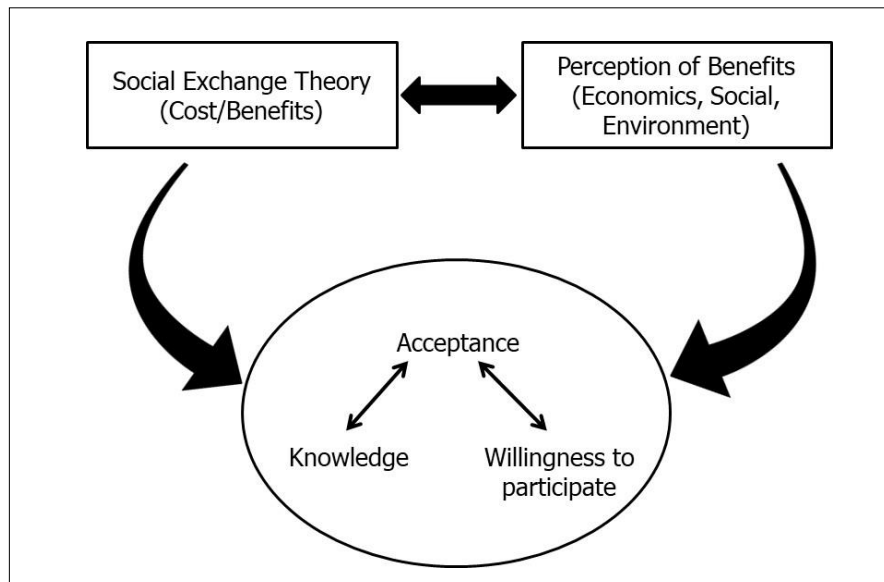 Social Exchange Theory
(Cost/Benefits)
Perception of Benefits
(Economics, Social,
Environment)
Acceptance
Knowledge
Willingness to
participate